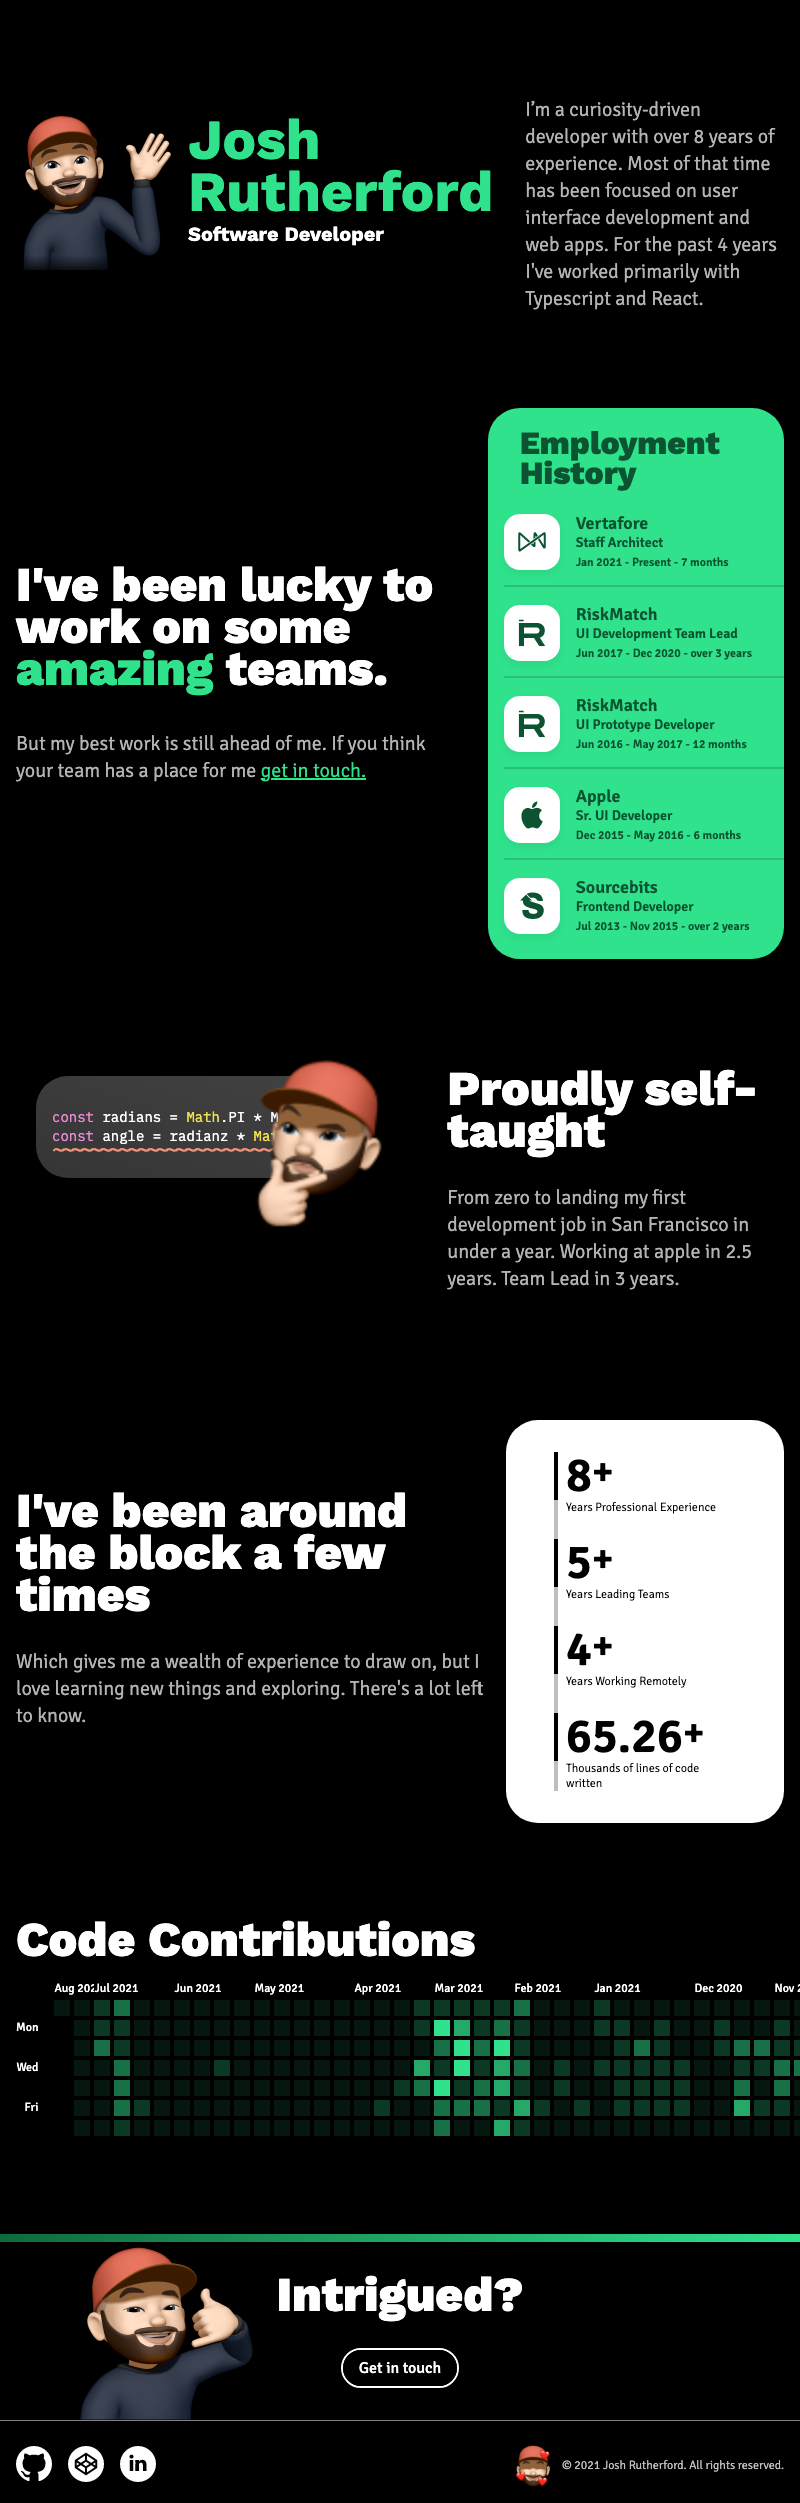 Josh
Rutherford
Software Developer
I'm a curiosity-driven
developer with over 8 years of
experience. Most of that time
has been focused on user
interface development and
web apps. For the past 4 years
I've worked primarily with
Typescript and React.
I've been lucky to
work on some
amazing teams.
But my best work is still ahead of me. If you think
your team has a place for me get in touch.
Employment
History
Vertafore
Staff Architect
Jan 2021 - Present - 7 months
RiskMatch
UI Development Team Lead
Jun 2017 - Dec 2020 - over 3 years
RiskMatch
UI Prototype Developer
Jun 2016 - May 2017 - 12 months
Apple
Sr. UI Developer
Dec 2015 - May 2016 - 6 months
Sourcebits
Frontend Developer
Jul 2013 - Nov 2015 - over 2 years
const radians = Math.PI * M
const angle = radianz * Ma
Proudly self-
taught
From zero to landing my first
development job in San Francisco in
under a year. Working at apple in 2.5
years. Team Lead in 3 years.
I've been around
the block a few
times
Which gives me a wealth of experience to draw on, but I
love learning new things and exploring. There's a lot left
to know.
8+
Years Professional Experience
5+
Years Leading Teams
4+
Years Working Remotely
65.26+
Thousands of lines of code
written
Code Contributions
Aug 202 Jul 2021 Jun 2021 May 2021 Apr 2021 Mar 2021 Feb 2021 Jan 2021 Dec 2020 Nov 2
Mon
Wed
Fri
Intrigued?
Get in touch
in
© 2021 Josh Rutherford. All rights reserved.